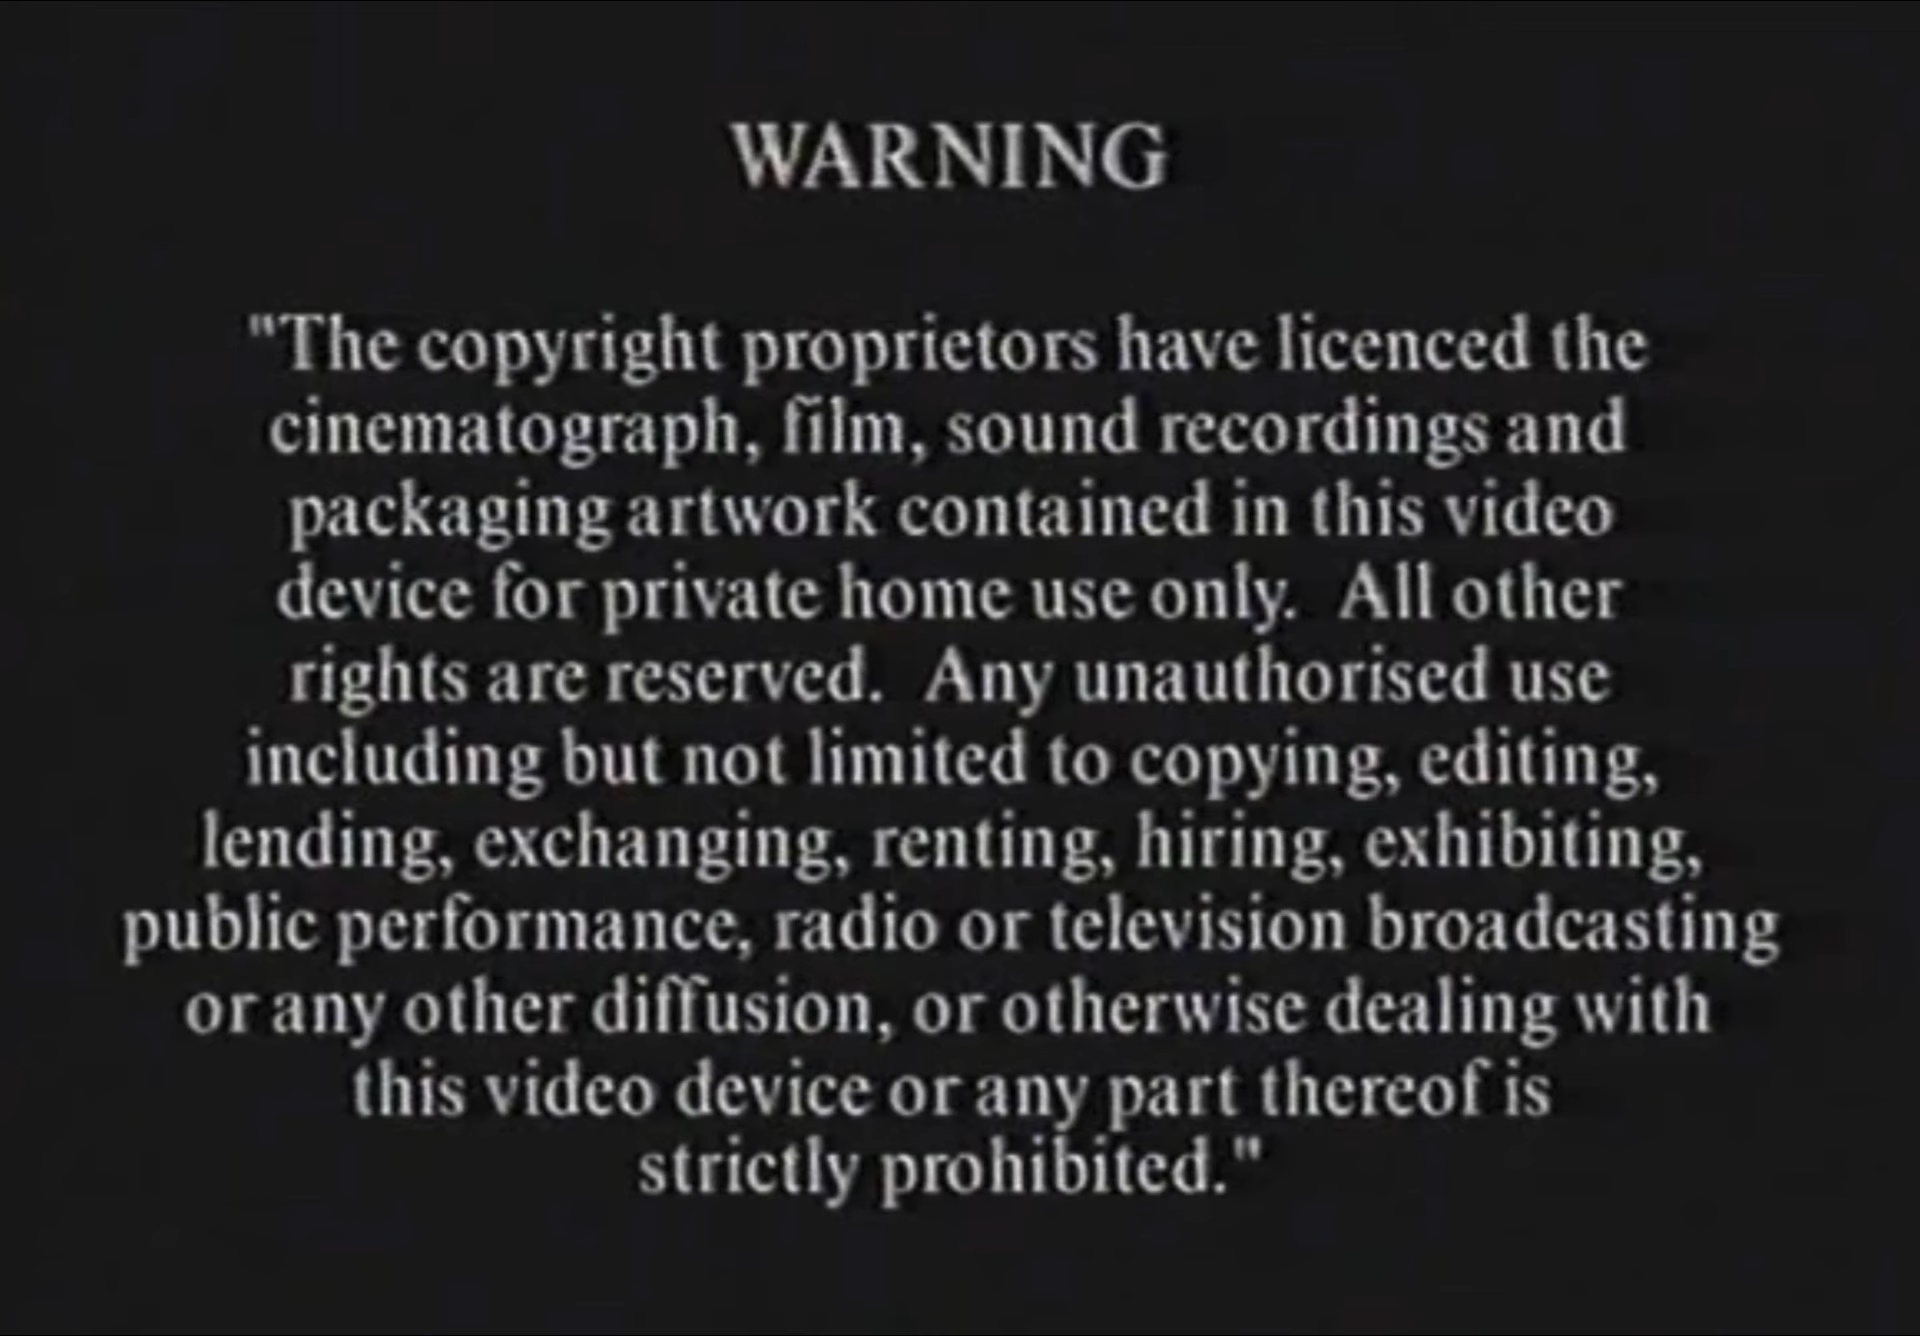 WARNING
"The copyright proprietors have licenced the
cinematograph, film, sound recordings and
packaging artwork contained in this video
device for private home use only.  All other
rights are reserved.  Any unauthorised use
including but not limited to copying, editing,
lending, exchanging, renting, hiring, exhibiting,
public performance, radio or television broadcasting
or any other diffusion, or otherwise dealing with
this video device or any part thereof is
strictly prohibited."